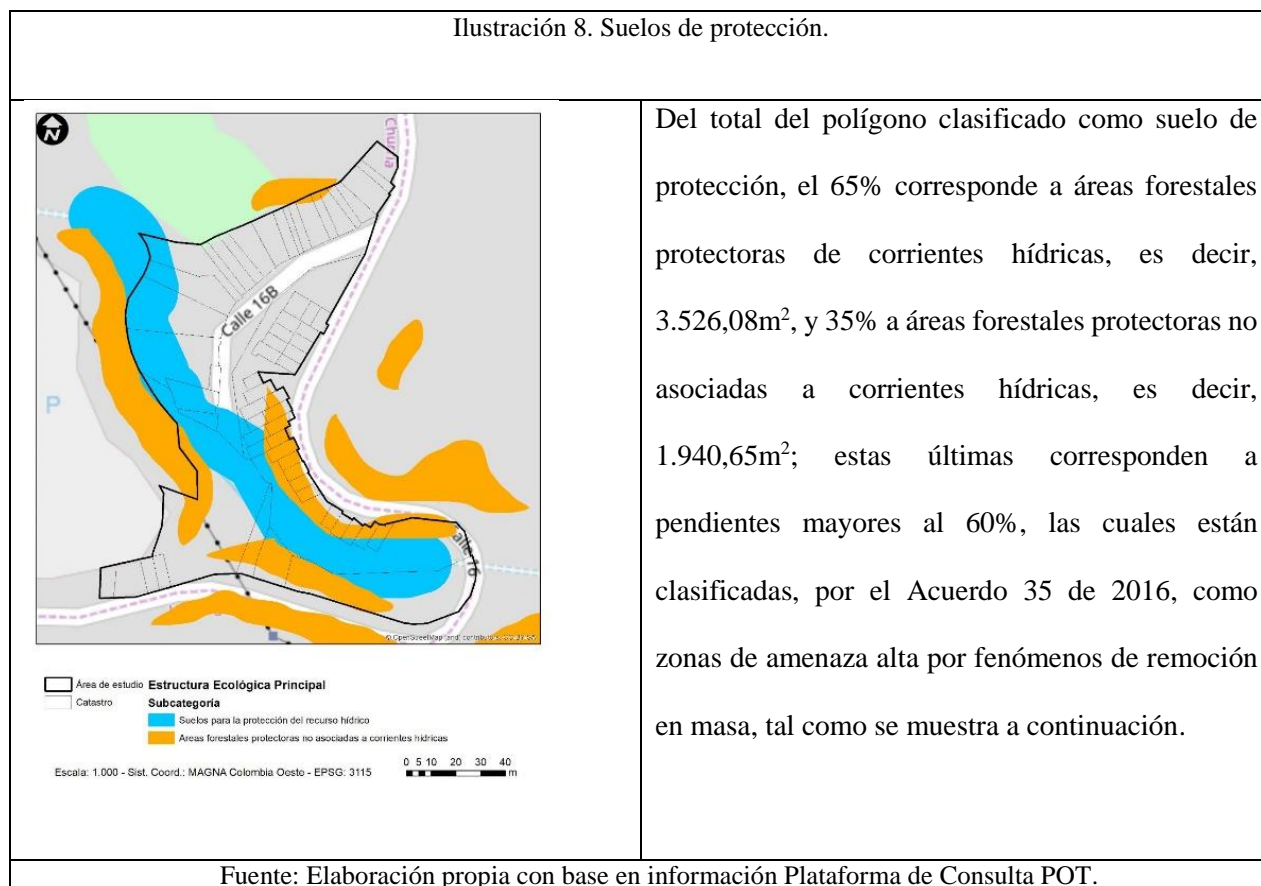 Ilustración 8. Suelos de protección.
N
Calle 16B
P
Calle 16
Área de estudio
Catastro
Estructura Ecológica Principal
Subcategoría
Suelos para la protección del recurso hídrico
Areas forestales protectoras no asociadas a corrientes hídricas
Escala: 1.000 - Sist. Coord.: MAGNA Colombia Oeste - EPSG: 3115
0 5 10 20 30 40
m
Del total del polígono clasificado como suelo de
protección, el 65% corresponde a áreas forestales
protectoras de corrientes hídricas, es decir,
3.526,08m², y 35% a áreas forestales protectoras no
asociadas a corrientes hídricas, es decir,
1.940,65m²; estas últimas corresponden a
pendientes mayores al 60%, las cuales están
clasificadas, por el Acuerdo 35 de 2016, como
zonas de amenaza alta por fenómenos de remoción
en masa, tal como se muestra a continuación.
Fuente: Elaboración propia con base en información Plataforma de Consulta POT.